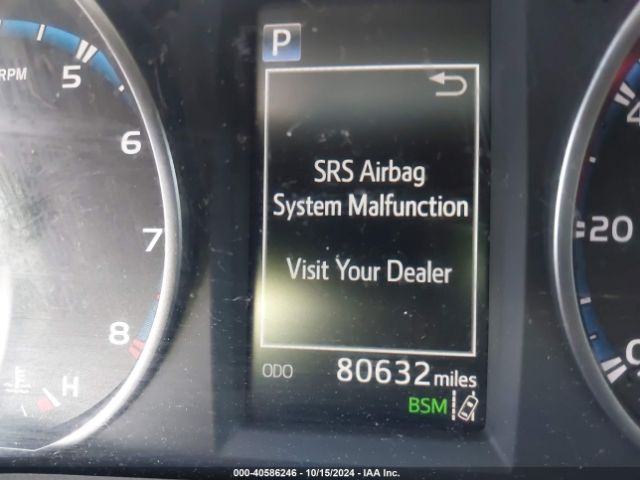 P
RPM
5
6
7
8
H
SRS Airbag
System Malfunction
Visit Your Dealer
ODO 80632 miles
BSM
20
000-40586246 - 10/15/2024 - IAA Inc.